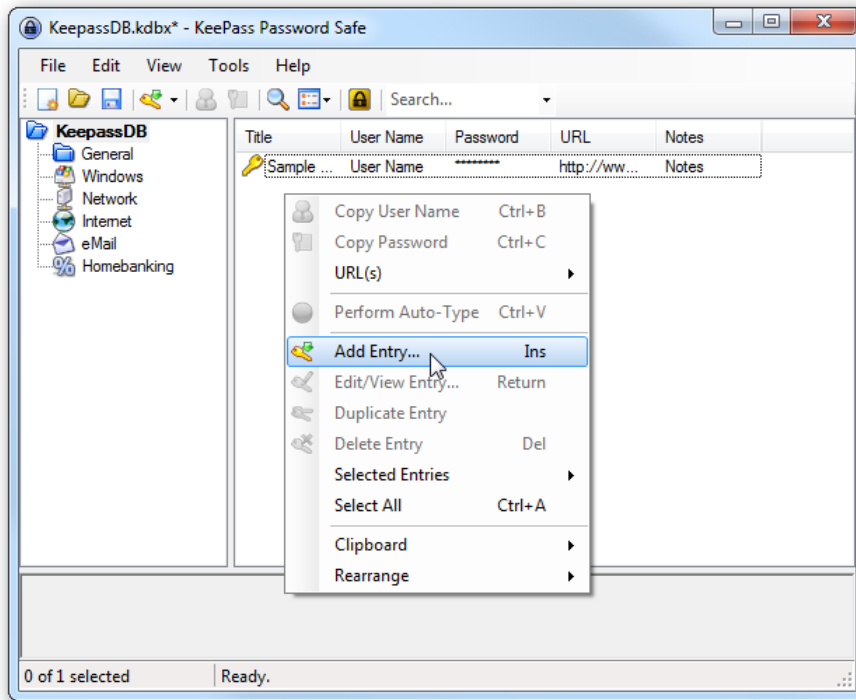 KeepassDB.kdbx* - KeePass Password Safe
File Edit View Tools Help
Search...
KeepassDB
General
Windows
Network
Internet
eMail
Homebanking
Title User Name Password URL Notes
Sample ... User Name ******** http://ww... Notes
Copy User Name Ctrl+B
Copy Password Ctrl+C
URL(s)
Perform Auto-Type Ctrl+V
Add Entry... Ins
Edit/View Entry... Return
Duplicate Entry
Delete Entry Del
Selected Entries
Select All Ctrl+A
Clipboard
Rearrange
0 of 1 selected Ready.